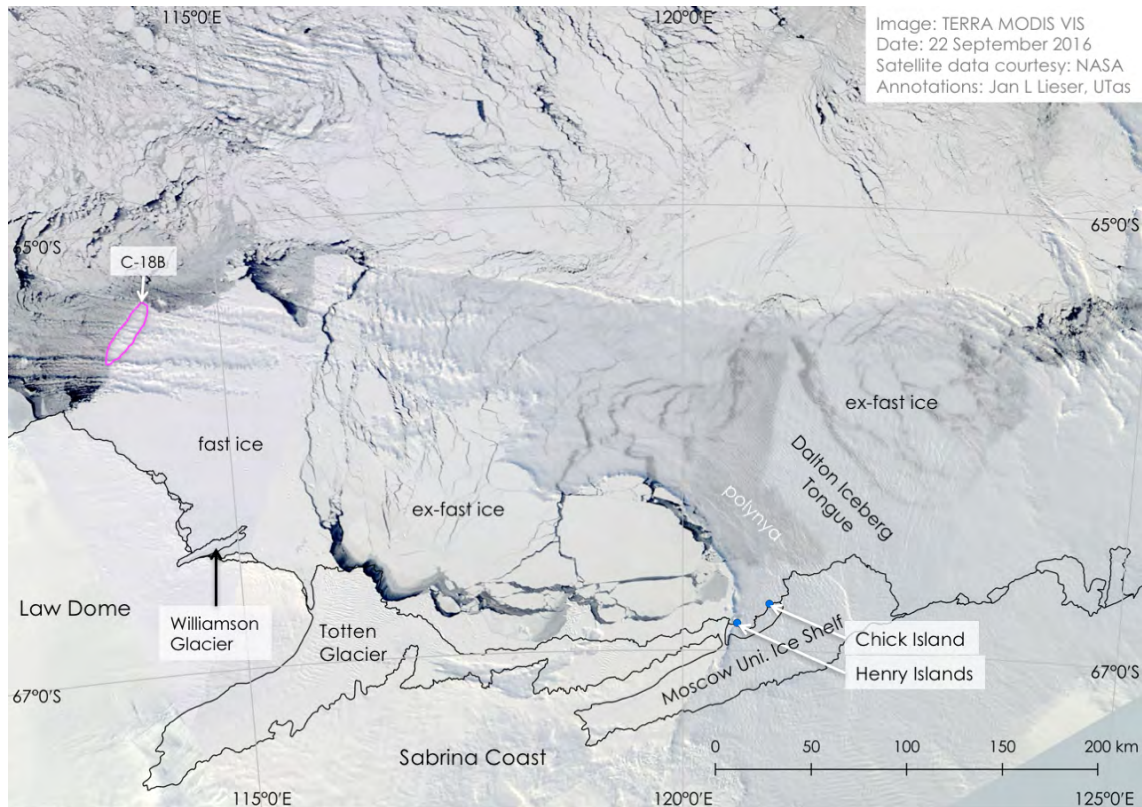 115°0'E
120°0'E
Image: TERRA MODIS VIS
Date: 22 September 2016
Satellite data courtesy: NASA
Annotations: Jan L Lieser, UTas
5°0'S
65°0'S
C-18B
fast ice
ex-fast ice
ex-fast ice
Dalton Iceberg
Tongue
polynya
Law Dome
Williamson
Glacier
Totten
Glacier
Moscow Uni. Ice Shelf
Chick Island
Henry Islands
67°0'S
67°0'S
Sabrina Coast
0 50 100 150 200 km
115°0'E
120°0'E
125°0'E